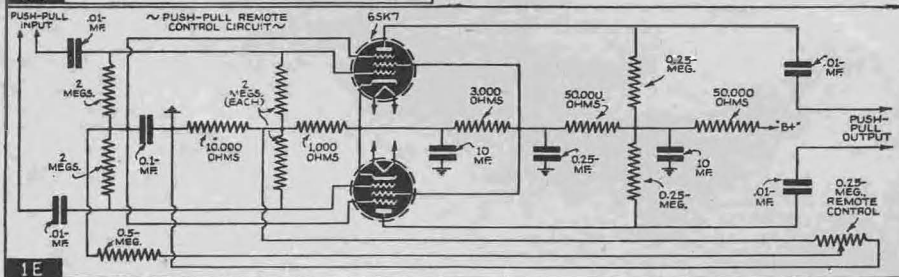 PUSH-PULL
INPUT
.01-
MF.
~ PUSH-PULL REMOTE
CONTROL CIRCUIT ~
6SK7
2
MEGS.
2
MEGS.
(EACH)
0.1-
MF.
10,000
OHMS
1,000
OHMS
2
MEGS.
.01-
MF.
0.5-
MEG.
3,000
OHMS
10
MF.
0.25-
MF.
50,000
OHMS
0.25-
MEG.
50,000
OHMS
"B+"
10
MF.
0.25-
MEG.
.01-
MF.
PUSH-
PULL
OUTPUT
.01-
MF.
0.25-
MEG.,
REMOTE
CONTROL
1E